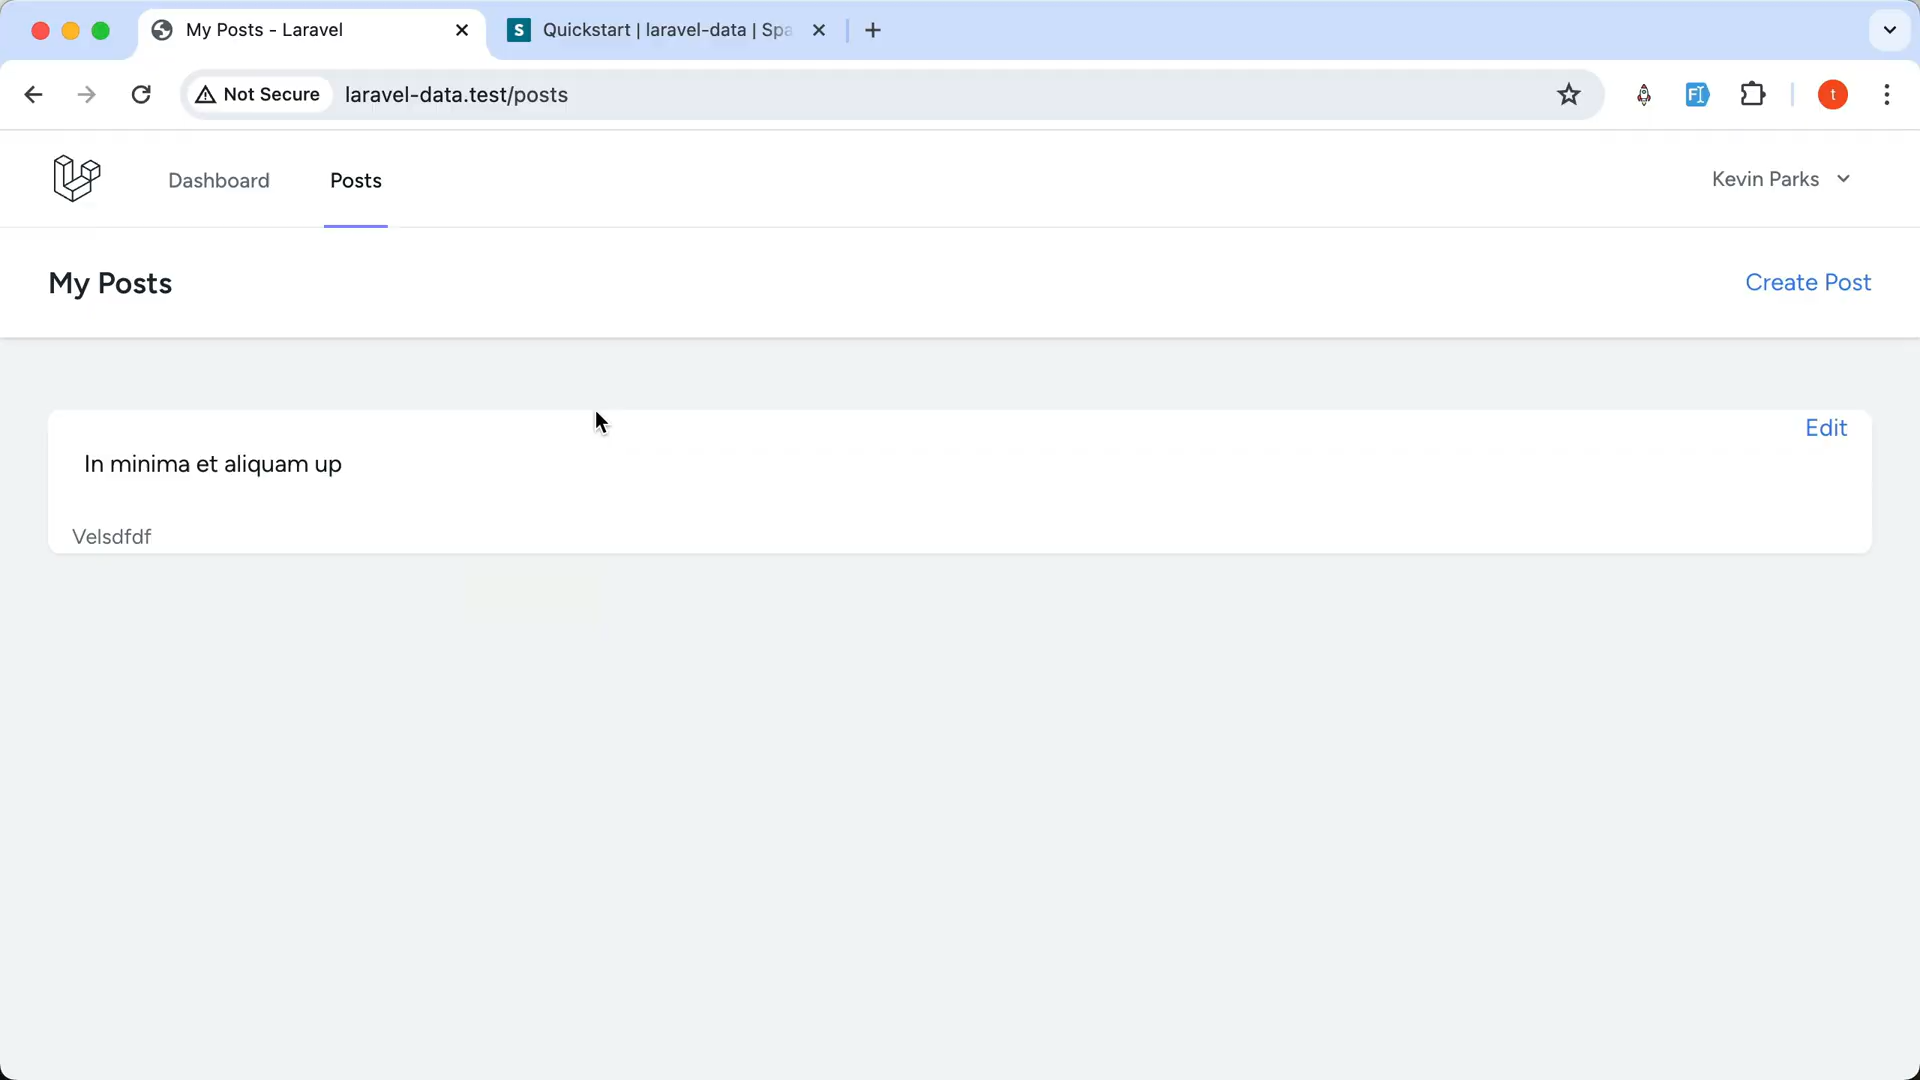 My Posts - Laravel
S Quickstart | laravel-data | Spa
Not Secure laravel-data.test/posts
FI
t
Dashboard Posts Kevin Parks
My Posts Create Post
Edit
In minima et aliquam up
Velsdfdf